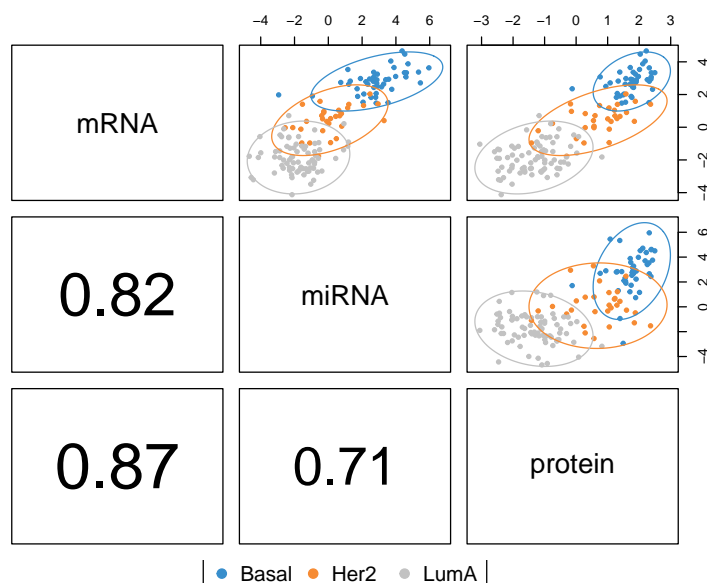 −4 −2 0 2 4 6
−3 −2 −1 0 1 2 3
mRNA
−4 −2 0 2 4
0.82
miRNA
−4 0 2 4 6
0.87
0.71
protein
Basal Her2 LumA